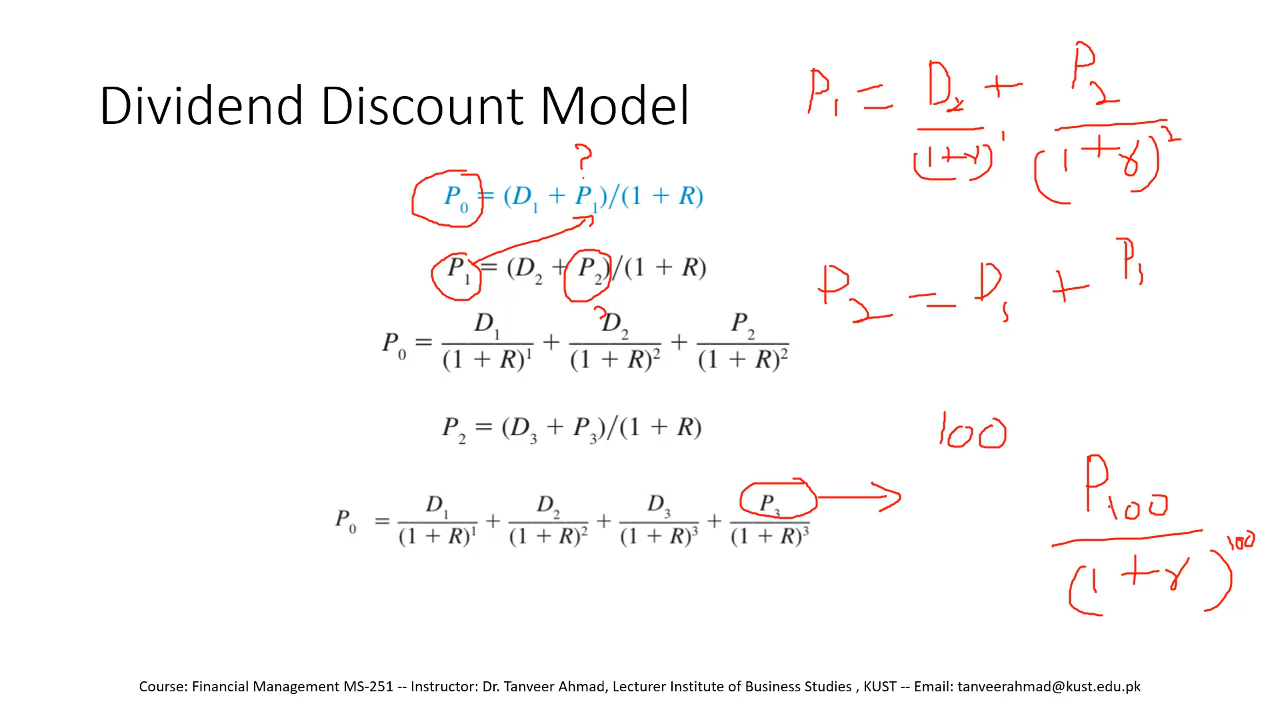 Dividend Discount Model
P₁ = D₂/(1+r)¹ + P₂/(1+r)²
?
P₀ = (D₁ + P₁)/(1 + R)
P₁ = (D₂ + P₂)/(1 + R)
P₂ = D₁ + P₁
?
P₀ = D₁/(1 + R)¹ + D₂/(1 + R)² + P₂/(1 + R)²
P₂ = (D₃ + P₃)/(1 + R)
100
P₀ = D₁/(1 + R)¹ + D₂/(1 + R)² + D₃/(1 + R)³ + P₃/(1 + R)³
P₁₀₀/(1+r)¹⁰⁰
Course: Financial Management MS-251 -- Instructor: Dr. Tanveer Ahmad, Lecturer Institute of Business Studies , KUST -- Email: tanveerahmad@kust.edu.pk